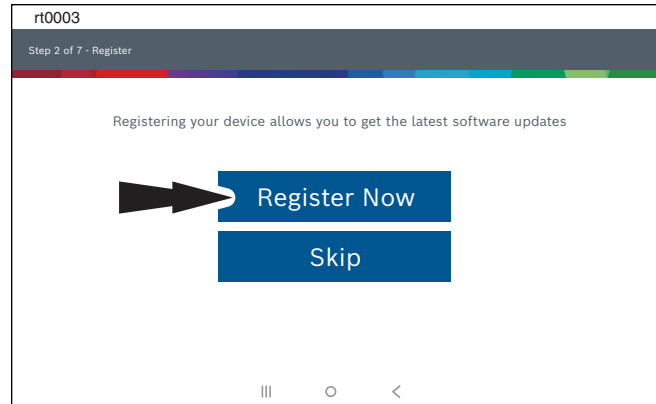 rt0003
Step 2 of 7 - Register
Registering your device allows you to get the latest software updates
Register Now
Skip